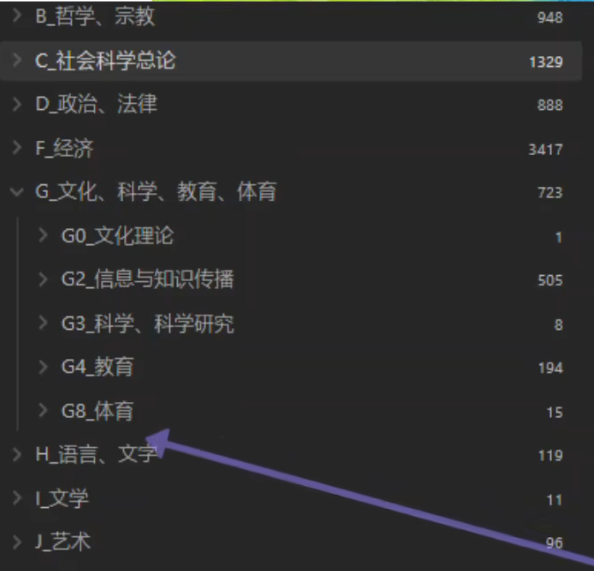 B_哲学、宗教 948
C_社会科学总论 1329
D_政治、法律 888
F_经济 3417
G_文化、科学、教育、体育 723
G0_文化理论 1
G2_信息与知识传播 505
G3_科学、科学研究 8
G4_教育 194
G8_体育 15
H_语言、文字 119
I_文学 11
J_艺术 96